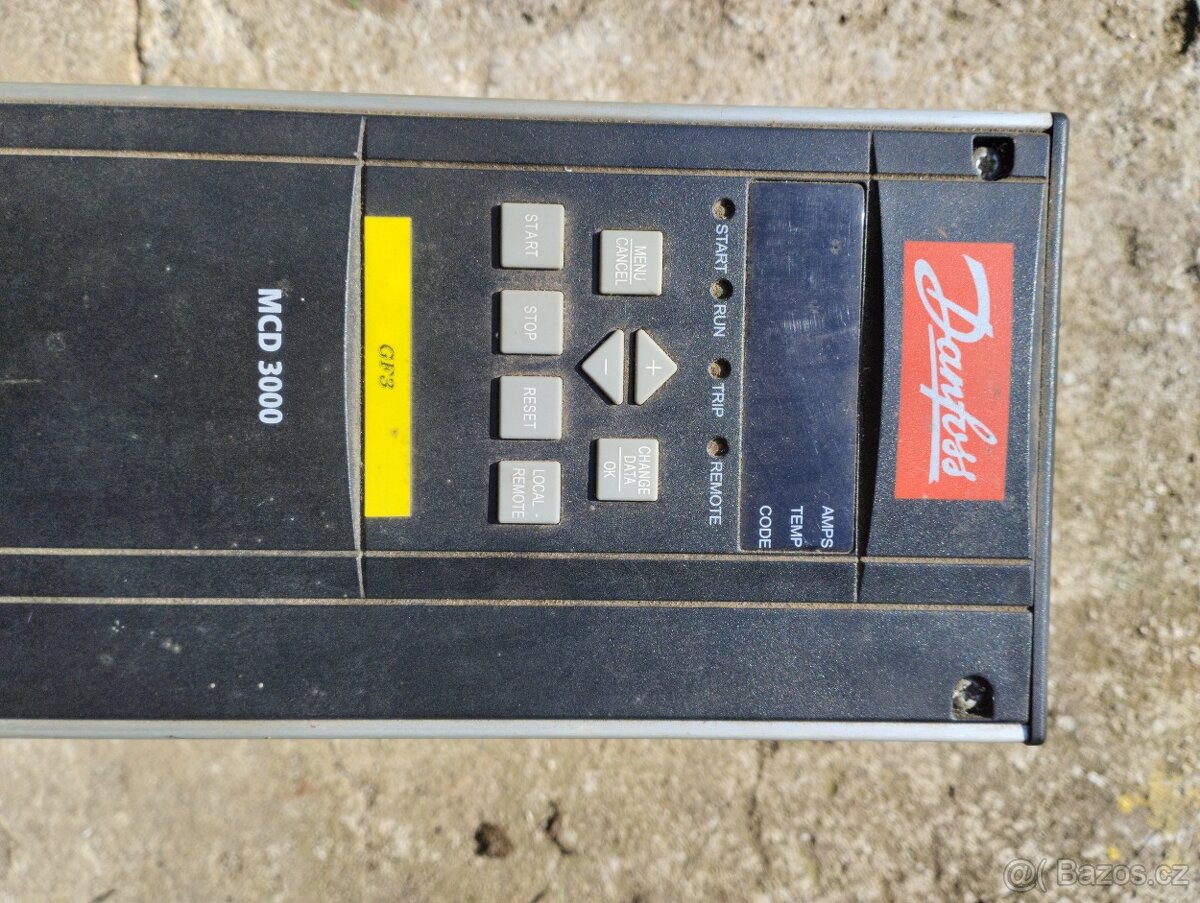 Danfoss
AMPS
TEMP
CODE
START
RUN
TRIP
REMOTE
MENU
CANCEL
+
-
CHANGE
DATA
OK
START
STOP
RESET
LOCAL -
REMOTE
GF3
MCD 3000
@( Bazos.cz